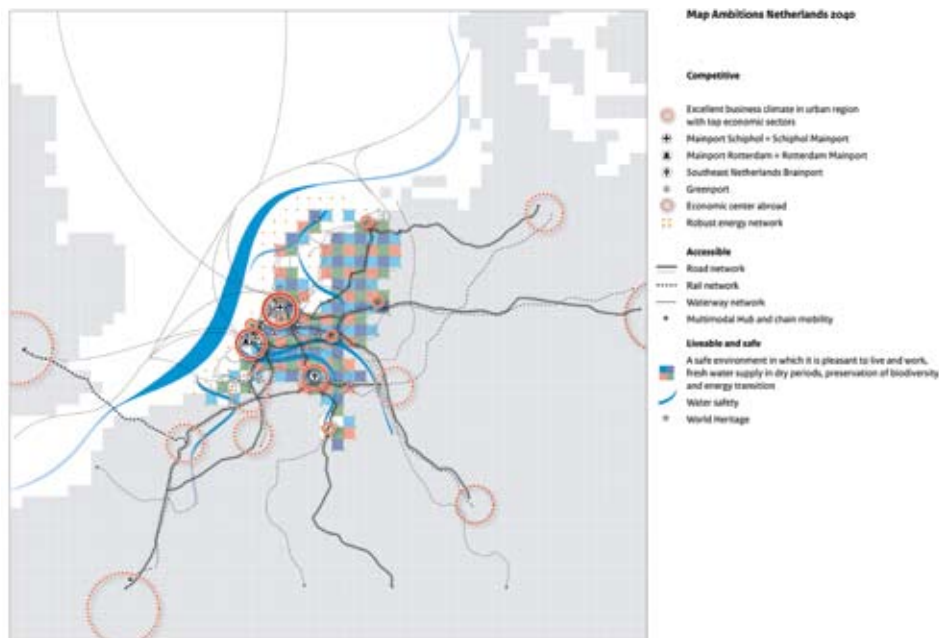 Map Ambitions Netherlands 2040
Competitive
Excellent business climate in urban region
with top economic sectors
Mainport Schiphol = Schiphol Mainport
Mainport Rotterdam = Rotterdam Mainport
Southeast Netherlands Brainport
Greenport
Economic center abroad
Robust energy network
Accessible
Road network
Rail network
Waterway network
Multimodal Hub and chain mobility
Liveable and safe
A safe environment in which it is pleasant to live and work,
fresh water supply in dry periods, preservation of biodiversity
and energy transition
Water safety
World Heritage